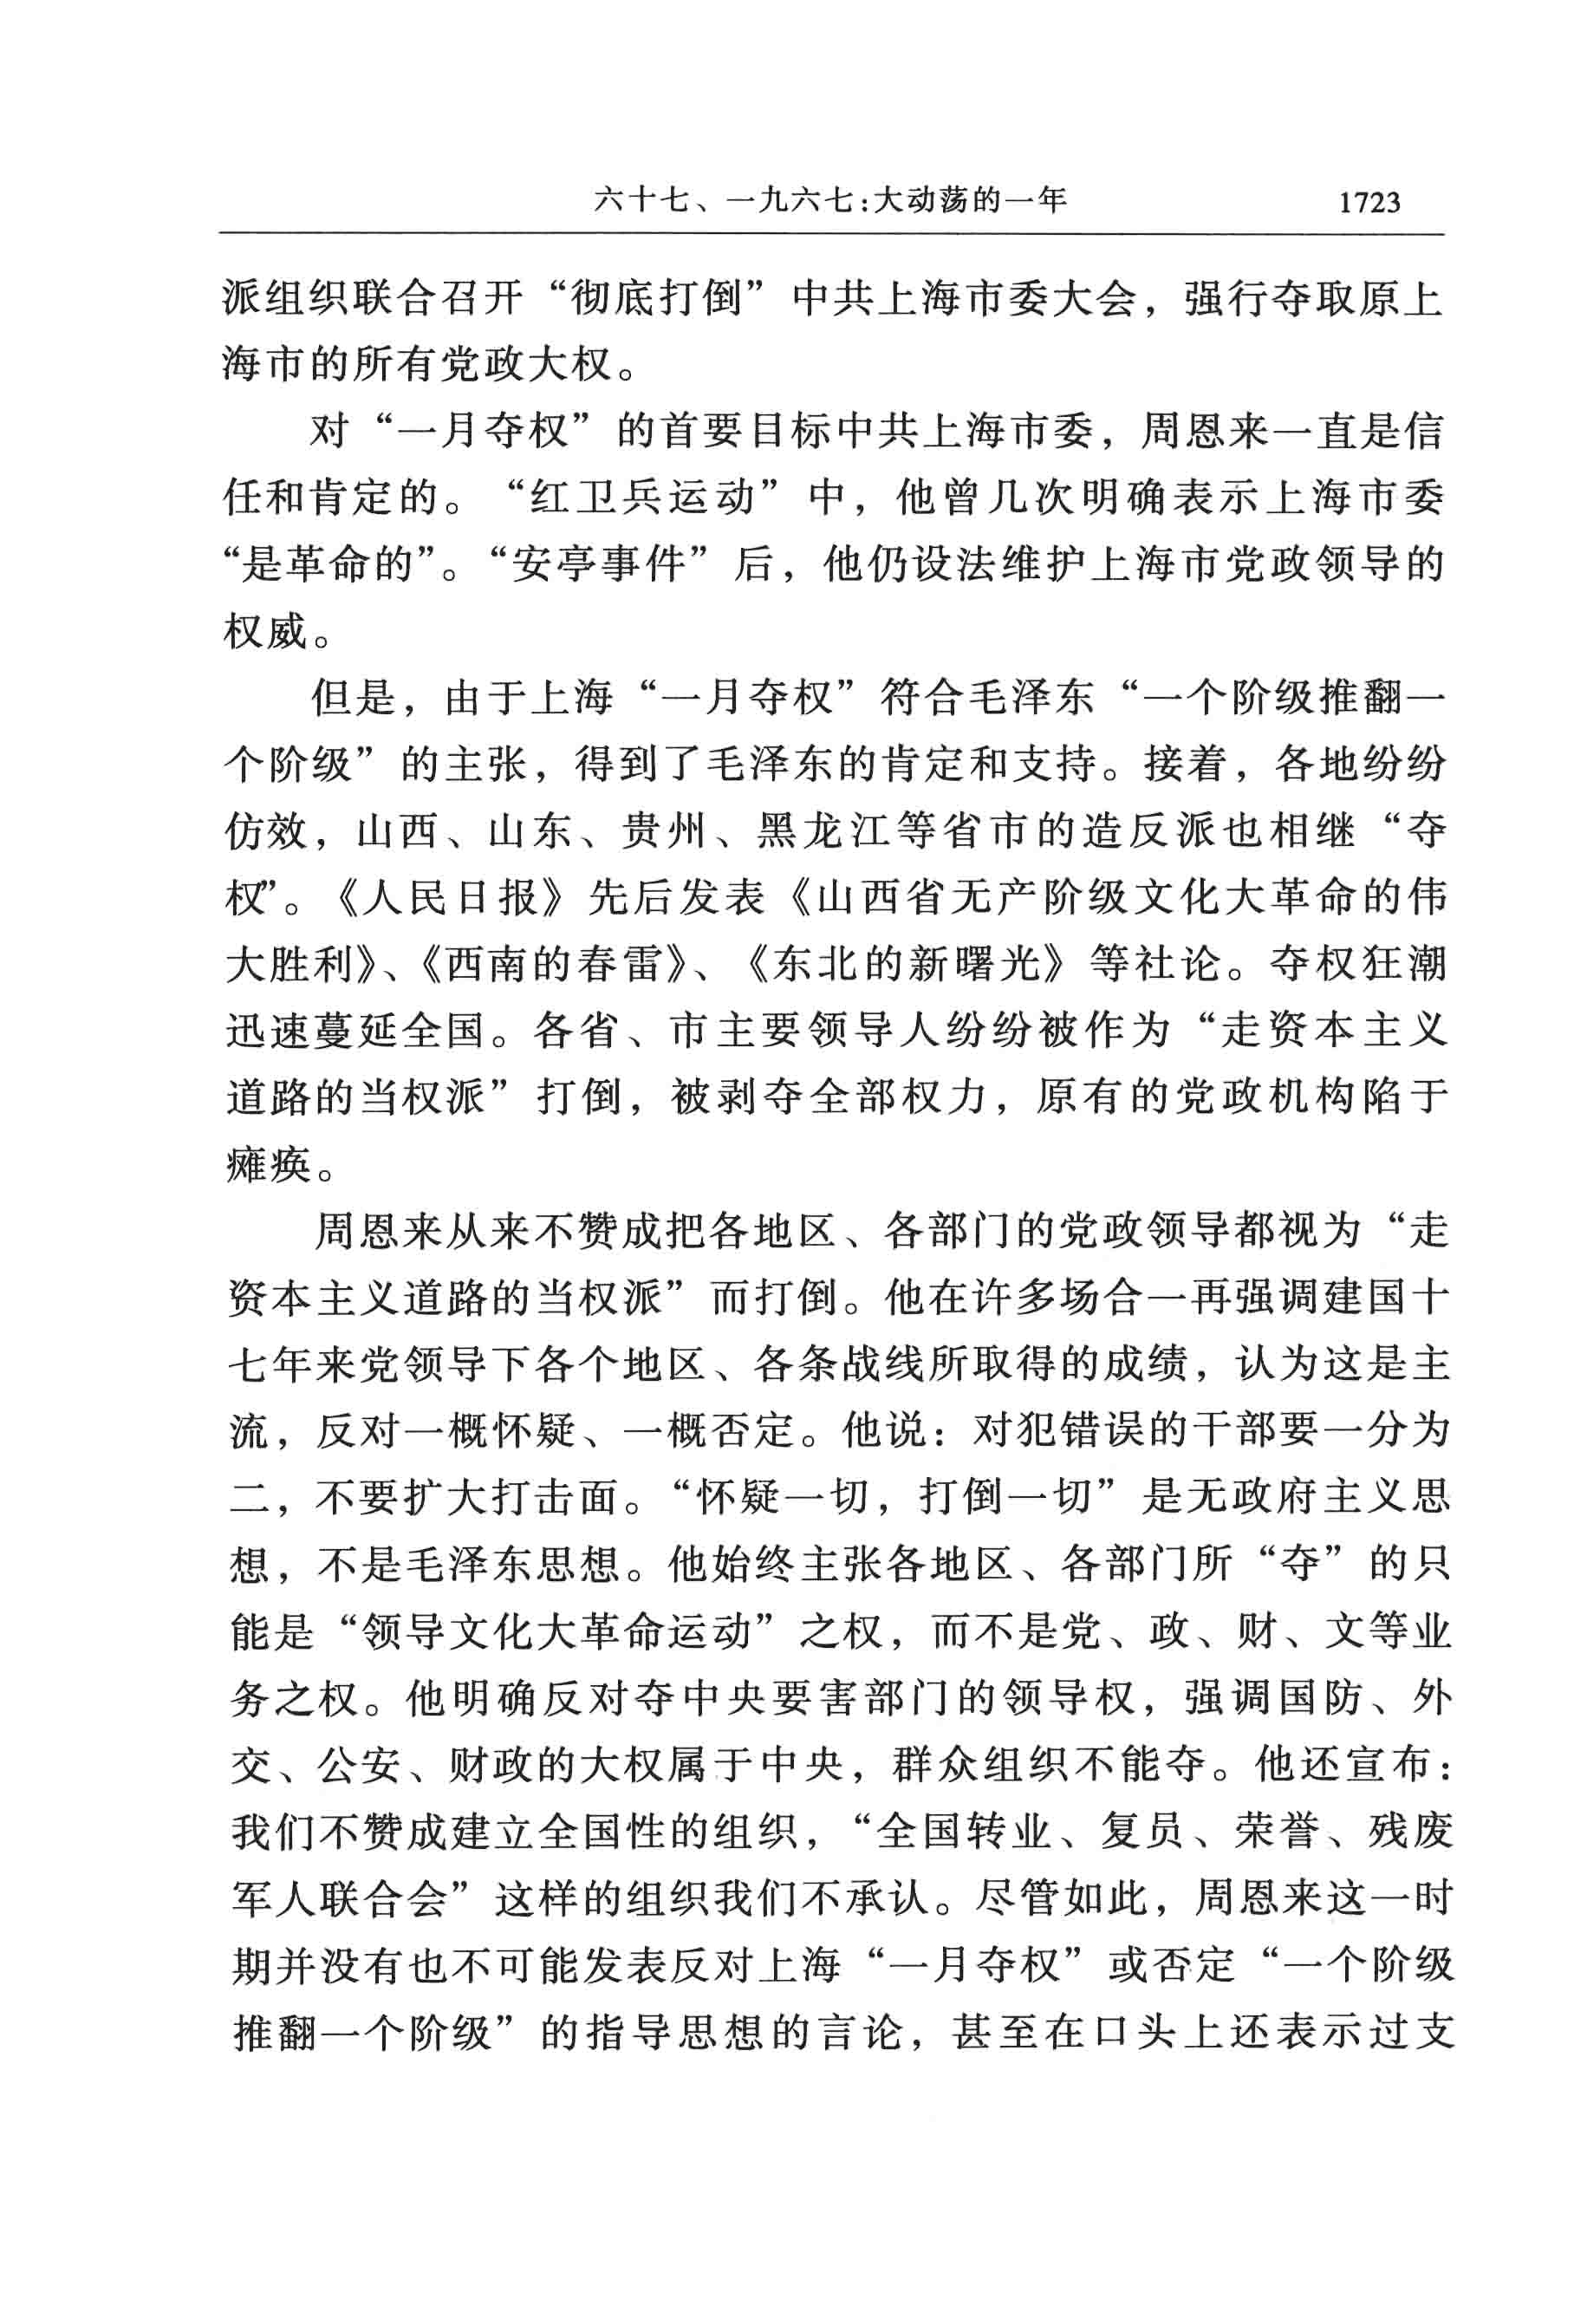 六十七、一九六七:大动荡的一年 1723
派组织联合召开“彻底打倒”中共上海市委大会，强行夺取原上
海市的所有党政大权。
对“一月夺权”的首要目标中共上海市委，周恩来一直是信
任和肯定的。“红卫兵运动”中，他曾几次明确表示上海市委
“是革命的”。“安亭事件”后，他仍设法维护上海市党政领导的
权威。
但是，由于上海“一月夺权”符合毛泽东“一个阶级推翻一
个阶级”的主张，得到了毛泽东的肯定和支持。接着，各地纷纷
仿效，山西、山东、贵州、黑龙江等省市的造反派也相继“夺
权”。《人民日报》先后发表《山西省无产阶级文化大革命的伟
大胜利》、《西南的春雷》、《东北的新曙光》等社论。夺权狂潮
迅速蔓延全国。各省、市主要领导人纷纷被作为“走资本主义
道路的当权派”打倒，被剥夺全部权力，原有的党政机构陷于
瘫痪。
周恩来从来不赞成把各地区、各部门的党政领导都视为“走
资本主义道路的当权派”而打倒。他在许多场合一再强调建国十
七年来党领导下各个地区、各条战线所取得的成绩，认为这是主
流，反对一概怀疑、一概否定。他说：对犯错误的干部要一分为
二，不要扩大打击面。“怀疑一切，打倒一切”是无政府主义思
想，不是毛泽东思想。他始终主张各地区、各部门所“夺”的只
能是“领导文化大革命运动”之权，而不是党、政、财、文等业
务之权。他明确反对夺中央要害部门的领导权，强调国防、外
交、公安、财政的大权属于中央，群众组织不能夺。他还宣布：
我们不赞成建立全国性的组织，“全国转业、复员、荣誉、残废
军人联合会”这样的组织我们不承认。尽管如此，周恩来这一时
期并没有也不可能发表反对上海“一月夺权”或否定“一个阶级
推翻一个阶级”的指导思想的言论，甚至在口头上还表示过支